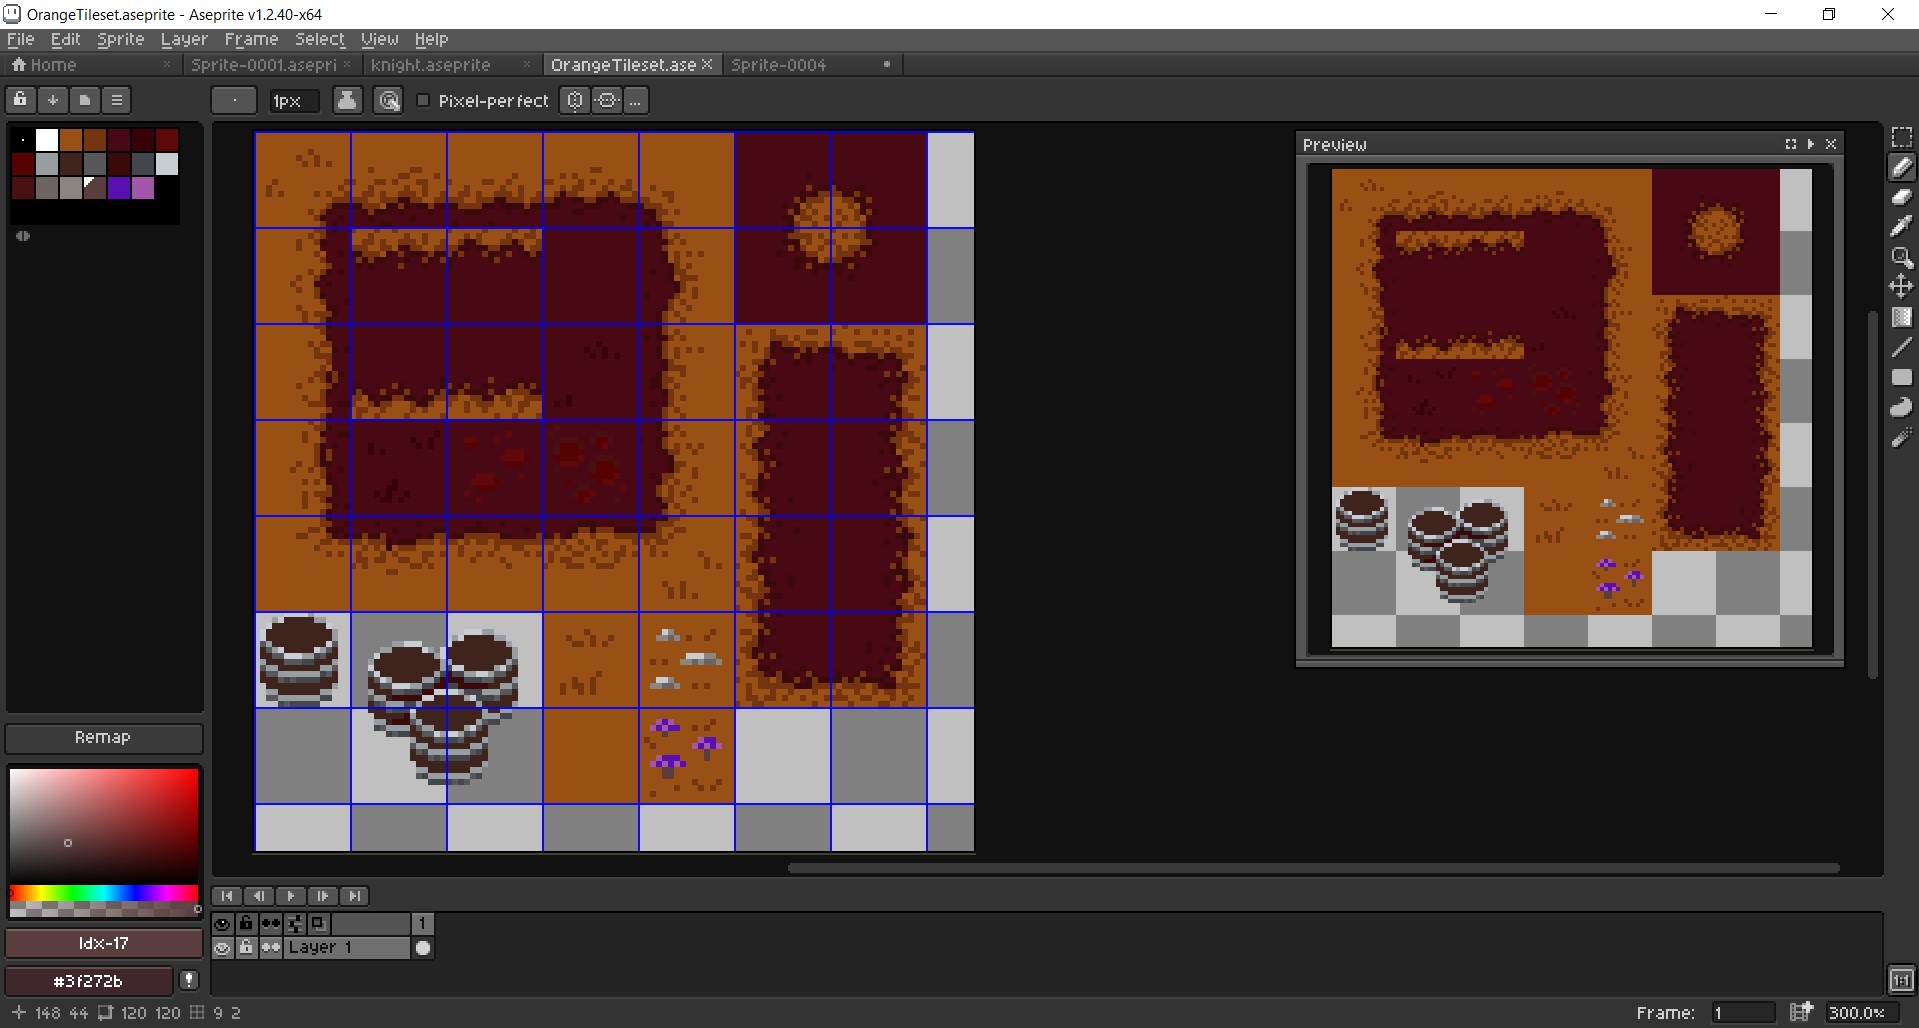 OrangeTileset.aseprite - Aseprite v1.2.40-x64
File Edit Sprite Layer Frame Select View Help
Home Sprite-0001.asepri knight.aseprite OrangeTileset.ase Sprite-0004
1px Pixel-perfect ...
Preview
Remap
1
Layer 1
Idx-17
#3f272b
1:1
148 44 120 120 9 2 Frame: 1 300.0%